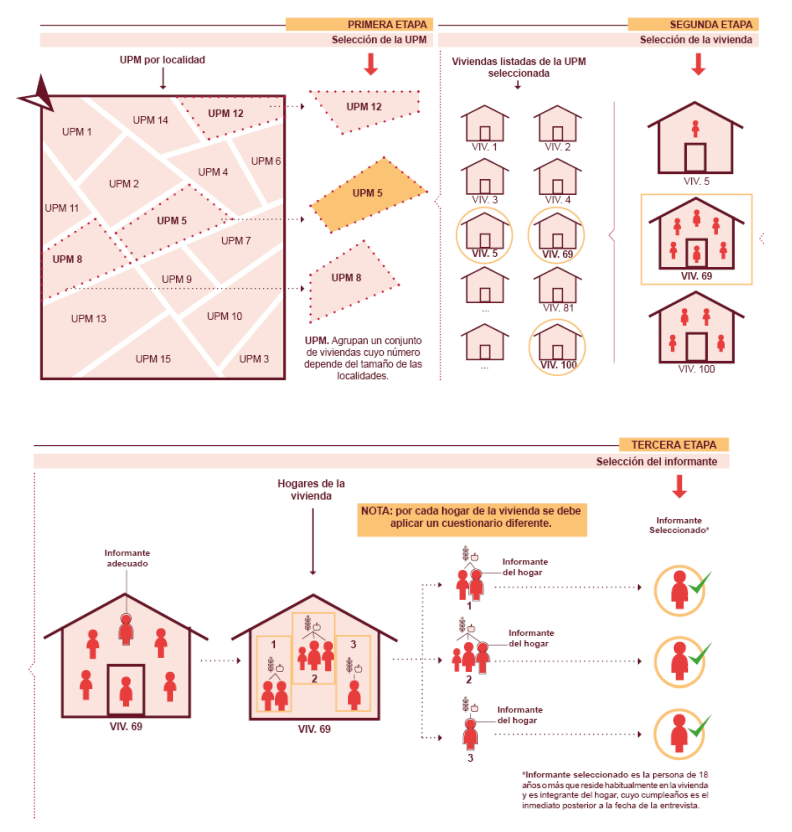 PRIMERA ETAPA
Selección de la UPM
UPM por localidad
UPM 1
UPM 14
UPM 12
UPM 6
UPM 4
UPM 2
UPM 11
UPM 5
UPM 7
UPM 8
UPM 9
UPM 13
UPM 10
UPM 15
UPM 3
UPM 12
UPM 5
UPM 8
UPM. Agrupan un conjunto
de viviendas cuyo número
depende del tamaño de las
localidades.
SEGUNDA ETAPA
Selección de la vivienda
Viviendas listadas de la UPM
seleccionada
VIV. 1
VIV. 2
VIV. 3
VIV. 4
VIV. 5
VIV. 69
...
VIV. 81
...
VIV. 100
VIV. 5
VIV. 69
VIV. 100
TERCERA ETAPA
Selección del informante
Hogares de la
vivienda
NOTA: por cada hogar de la vivienda se debe
aplicar un cuestionario diferente.
Informante
Seleccionado*
Informante
adecuado
VIV. 69
1
2
3
VIV. 69
Informante
del hogar
1
Informante
del hogar
2
Informante
del hogar
3
*Informante seleccionado es la persona de 18
años o más que reside habitualmente en la vivienda
y es integrante del hogar, cuyo cumpleaños es el
inmediato posterior a la fecha de la entrevista.